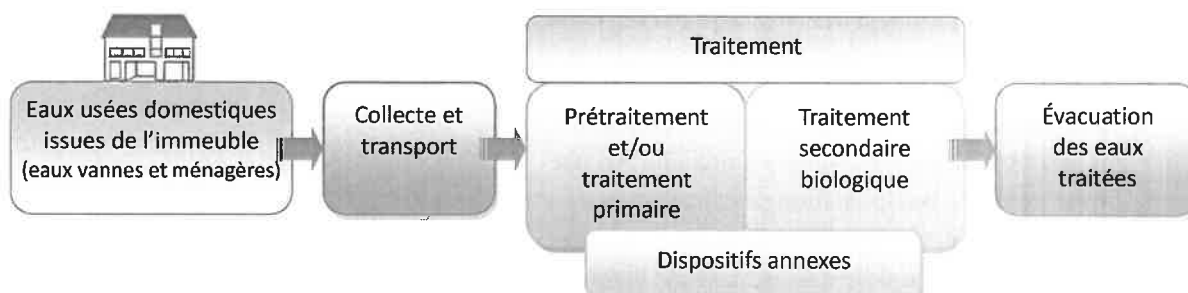 Eaux usées domestiques
issues de l'immeuble
(eaux vannes et ménagères)
Collecte et
transport
Traitement
Prétraitement
et/ou
traitement
primaire
Traitement
secondaire
biologique
Dispositifs annexes
Évacuation
des eaux
traitées